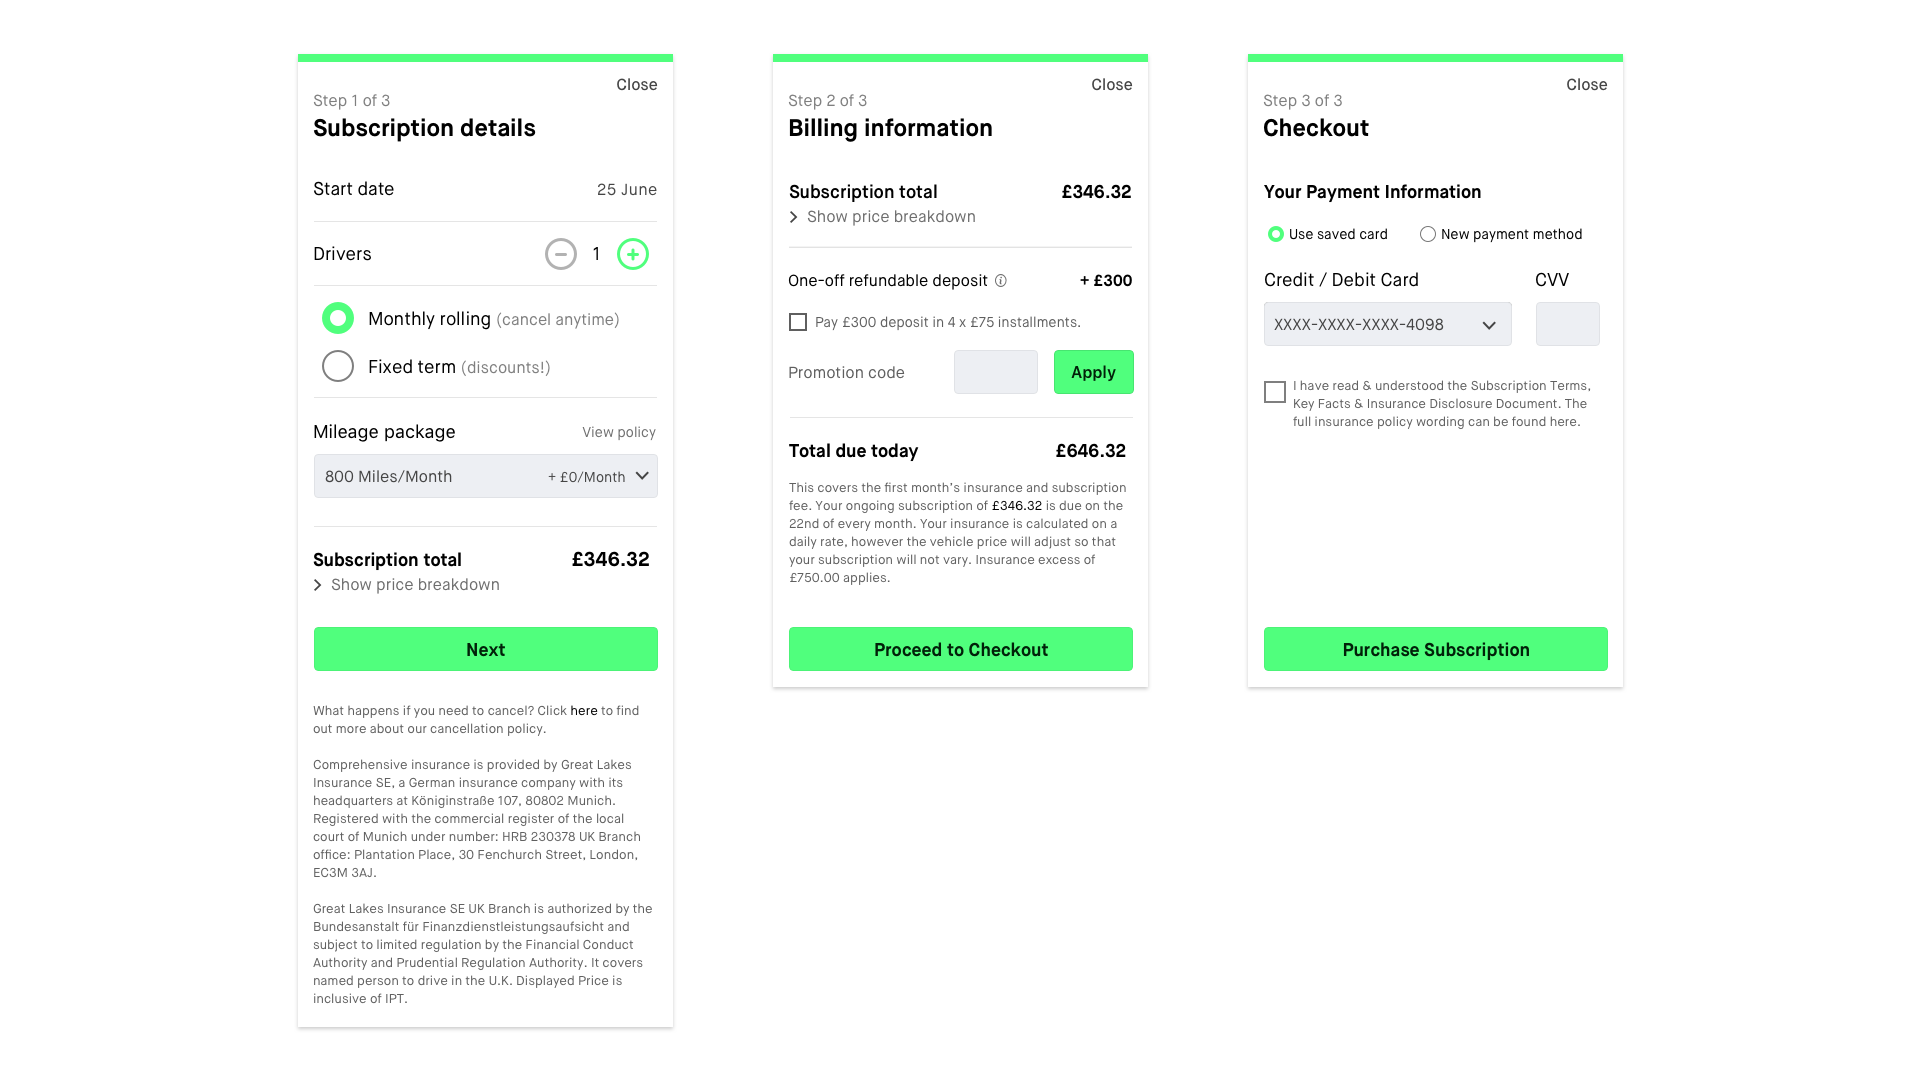 Close
Step 1 of 3
Subscription details
Start date 25 June
Drivers 1
Monthly rolling (cancel anytime)
Fixed term (discounts!)
Mileage package View policy
800 Miles/Month + £0/Month
Subscription total £346.32
Show price breakdown
Next
What happens if you need to cancel? Click here to find
out more about our cancellation policy.
Comprehensive insurance is provided by Great Lakes
Insurance SE, a German insurance company with its
headquarters at Königinstraße 107, 80802 Munich.
Registered with the commercial register of the local
court of Munich under number: HRB 230378 UK Branch
office: Plantation Place, 30 Fenchurch Street, London,
EC3M 3AJ.
Great Lakes Insurance SE UK Branch is authorized by the
Bundesanstalt für Finanzdienstleistungsaufsicht and
subject to limited regulation by the Financial Conduct
Authority and Prudential Regulation Authority. It covers
named person to drive in the U.K. Displayed Price is
inclusive of IPT.
Close
Step 2 of 3
Billing information
Subscription total £346.32
Show price breakdown
One-off refundable deposit + £300
Pay £300 deposit in 4 x £75 installments.
Promotion code Apply
Total due today £646.32
This covers the first month's insurance and subscription
fee. Your ongoing subscription of £346.32 is due on the
22nd of every month. Your insurance is calculated on a
daily rate, however the vehicle price will adjust so that
your subscription will not vary. Insurance excess of
£750.00 applies.
Proceed to Checkout
Close
Step 3 of 3
Checkout
Your Payment Information
Use saved card New payment method
Credit / Debit Card CVV
XXXX-XXXX-XXXX-4098
I have read & understood the Subscription Terms,
Key Facts & Insurance Disclosure Document. The
full insurance policy wording can be found here.
Purchase Subscription